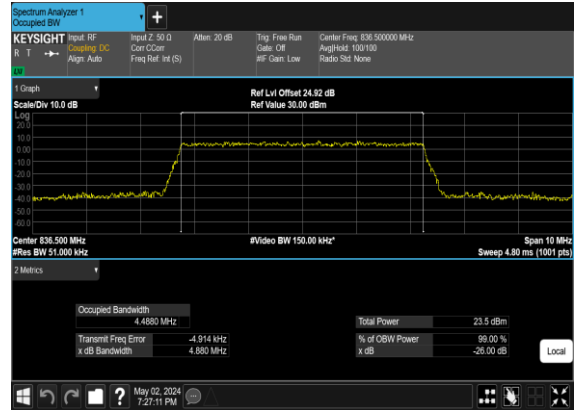 Spectrum Analyzer 1
Occupied BW
KEYSIGHT Input: RF Input Z: 50 Ω Atten: 20 dB Trig: Free Run Center Freq: 836.500000 MHz
R T Coupling: DC Corr CCorr Gate: Off Avg|Hold: 100/100
Align: Auto Freq Ref: Int (S) #IF Gain: Low Radio Std: None
1 Graph
Ref Lvl Offset 24.92 dB
Scale/Div 10.0 dB Ref Value 30.00 dBm
Log
20.0
10.0
0.00
-10.0
-20.0
-30.0
-40.0
-50.0
-60.0
Center 836.500 MHz #Video BW 150.00 kHz* Span 10 MHz
#Res BW 51.000 kHz Sweep 4.80 ms (1001 pts)
2 Metrics
Occupied Bandwidth
4.4880 MHz Total Power 23.5 dBm
Transmit Freq Error -4.914 kHz % of OBW Power 99.00 %
x dB Bandwidth 4.880 MHz x dB -26.00 dB
Local
May 02, 2024
7:27:11 PM